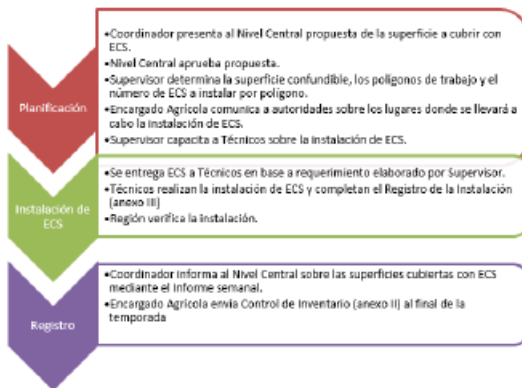 Planificación
•Coordinador presenta al Nivel Central propuesta de la superficie a cubrir con
ECS.
•Nivel Central aprueba propuesta.
•Supervisor determina la superficie confundible, los polígonos de trabajo y el
número de ECS a instalar por polígono.
•Encargado Agrícola comunica a autoridades sobre los lugares donde se llevará a
cabo la instalación de ECS.
•Supervisor capacita a Técnicos sobre la instalación de ECS.
Instalación de
ECS
•Se entrega ECS a Técnicos en base a requerimiento elaborado por Supervisor.
•Técnicos realizan la instalación de ECS y completan el Registro de la Instalación
(anexo III)
•Región verifica la instalación.
Registro
•Coordinador informa al Nivel Central sobre las superficies cubiertas con ECS
mediante el Informe semanal.
•Encargado Agrícola envía Control de Inventario (anexo II) al final de la
temporada